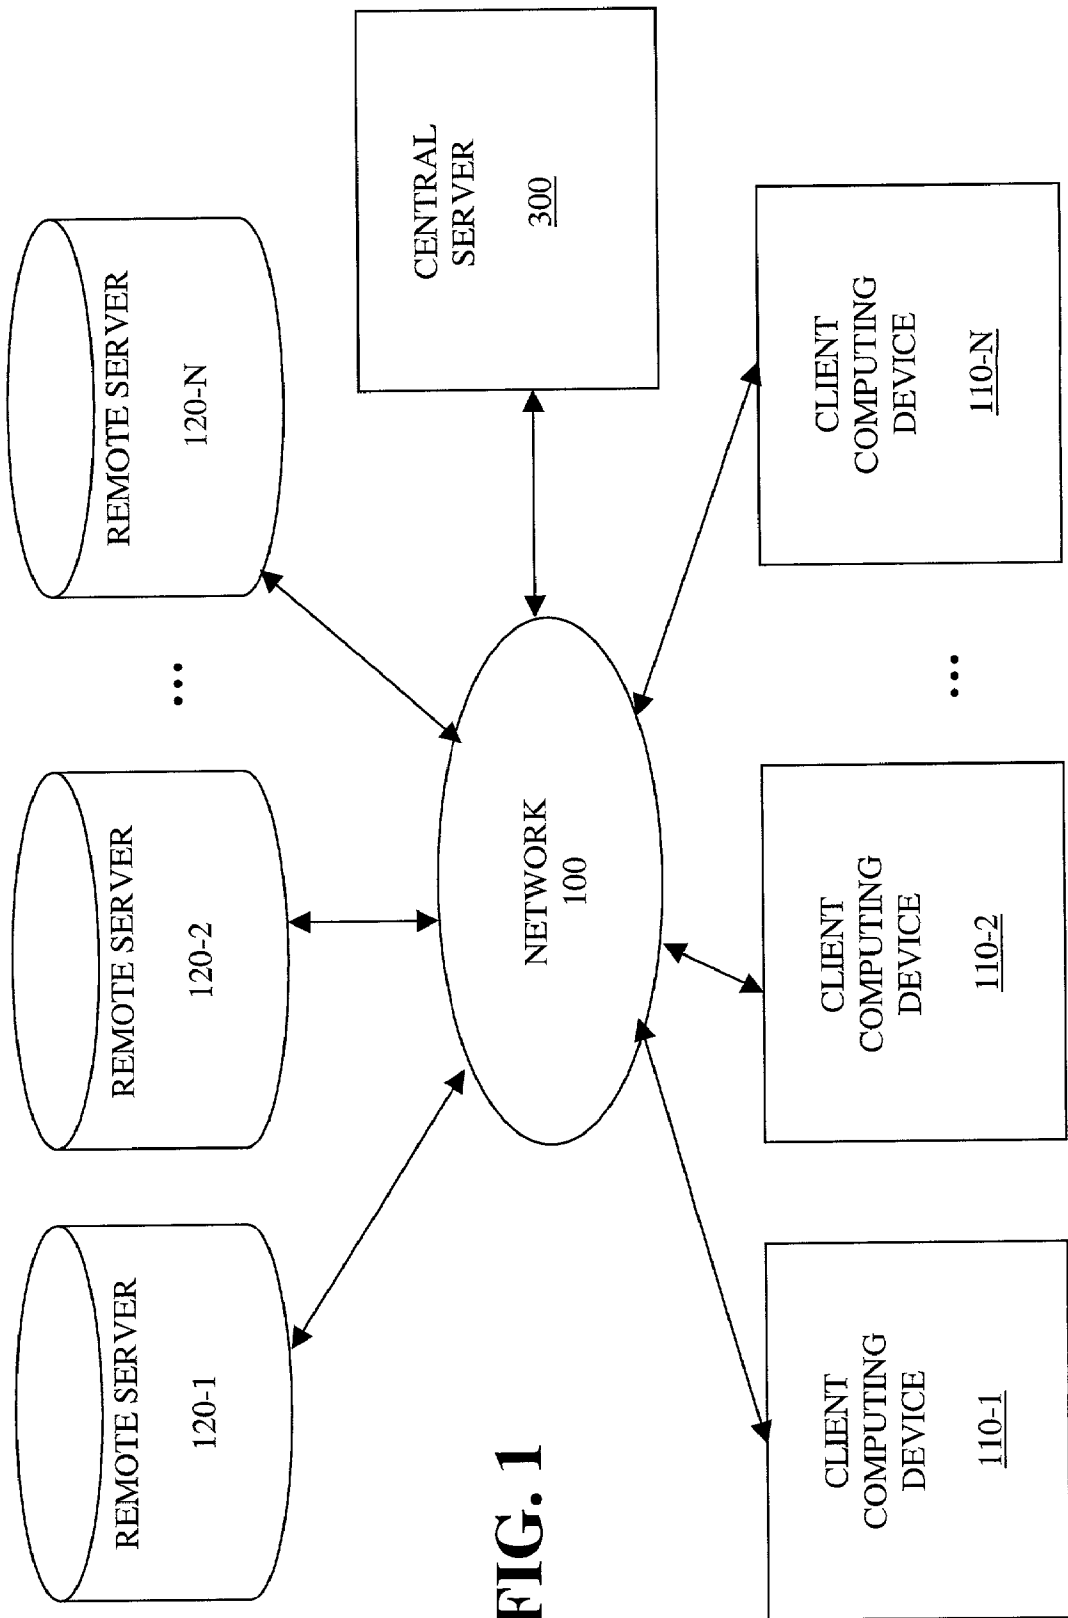 REMOTE SERVER
120-1
REMOTE SERVER
120-2
...
REMOTE SERVER
120-N
NETWORK
100
CENTRAL
SERVER
300
CLIENT
COMPUTING
DEVICE
110-1
CLIENT
COMPUTING
DEVICE
110-2
...
CLIENT
COMPUTING
DEVICE
110-N
FIG. 1